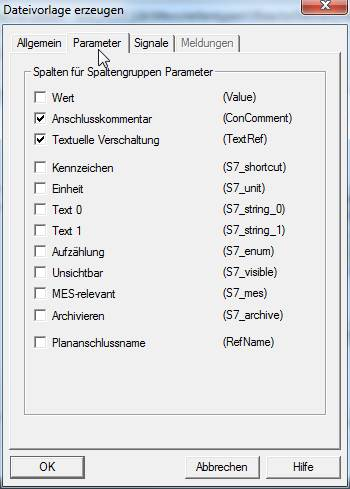 Dateivorlage erzeugen
Allgemein Parameter Signale Meldungen
Spalten für Spaltengruppen Parameter
Wert (Value)
Anschlusskommentar (ConComment)
Textuelle Verschaltung (TextRef)
Kennzeichen (S7_shortcut)
Einheit (S7_unit)
Text 0 (S7_string_0)
Text 1 (S7_string_1)
Aufzählung (S7_enum)
Unsichtbar (S7_visible)
MES-relevant (S7_mes)
Archivieren (S7_archive)
Plananschlussname (RefName)
OK Abbrechen Hilfe